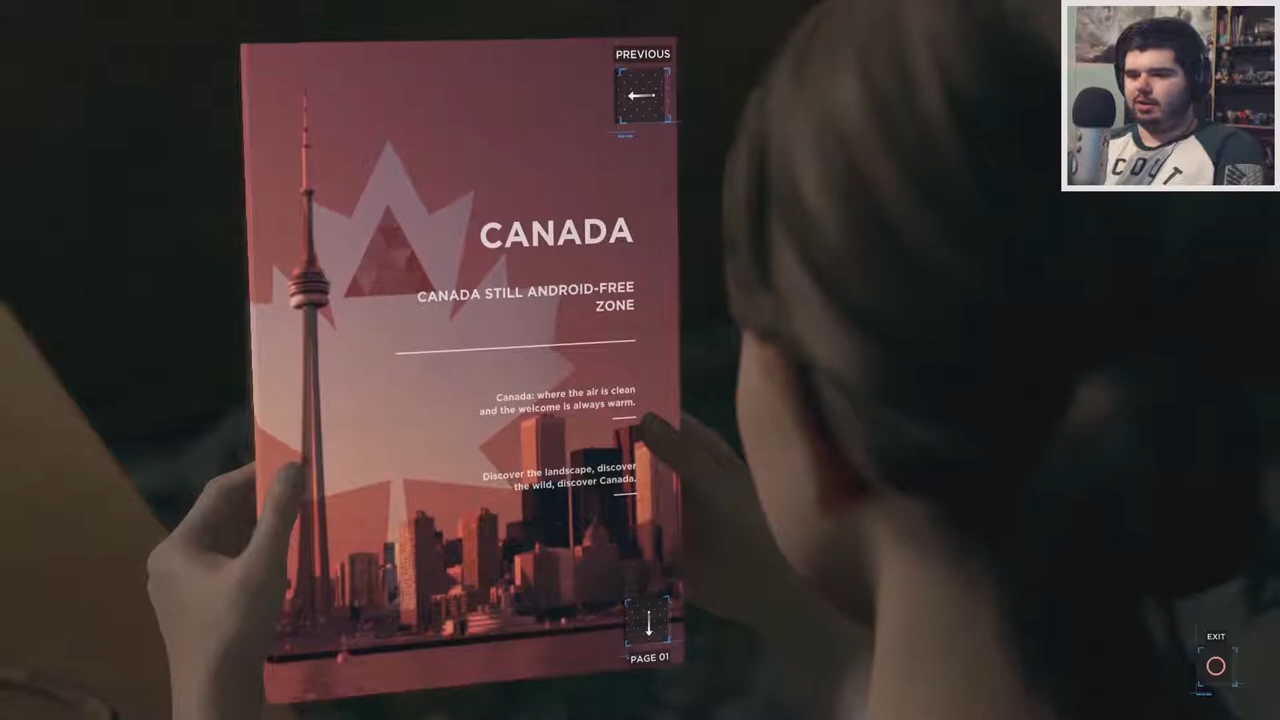 PREVIOUS
CANADA
CANADA STILL ANDROID-FREE
ZONE
Canada: where the air is clean
and the welcome is always warm.
Discover the landscape, discover
the wild, discover Canada.
PAGE 01
EXIT
COUT